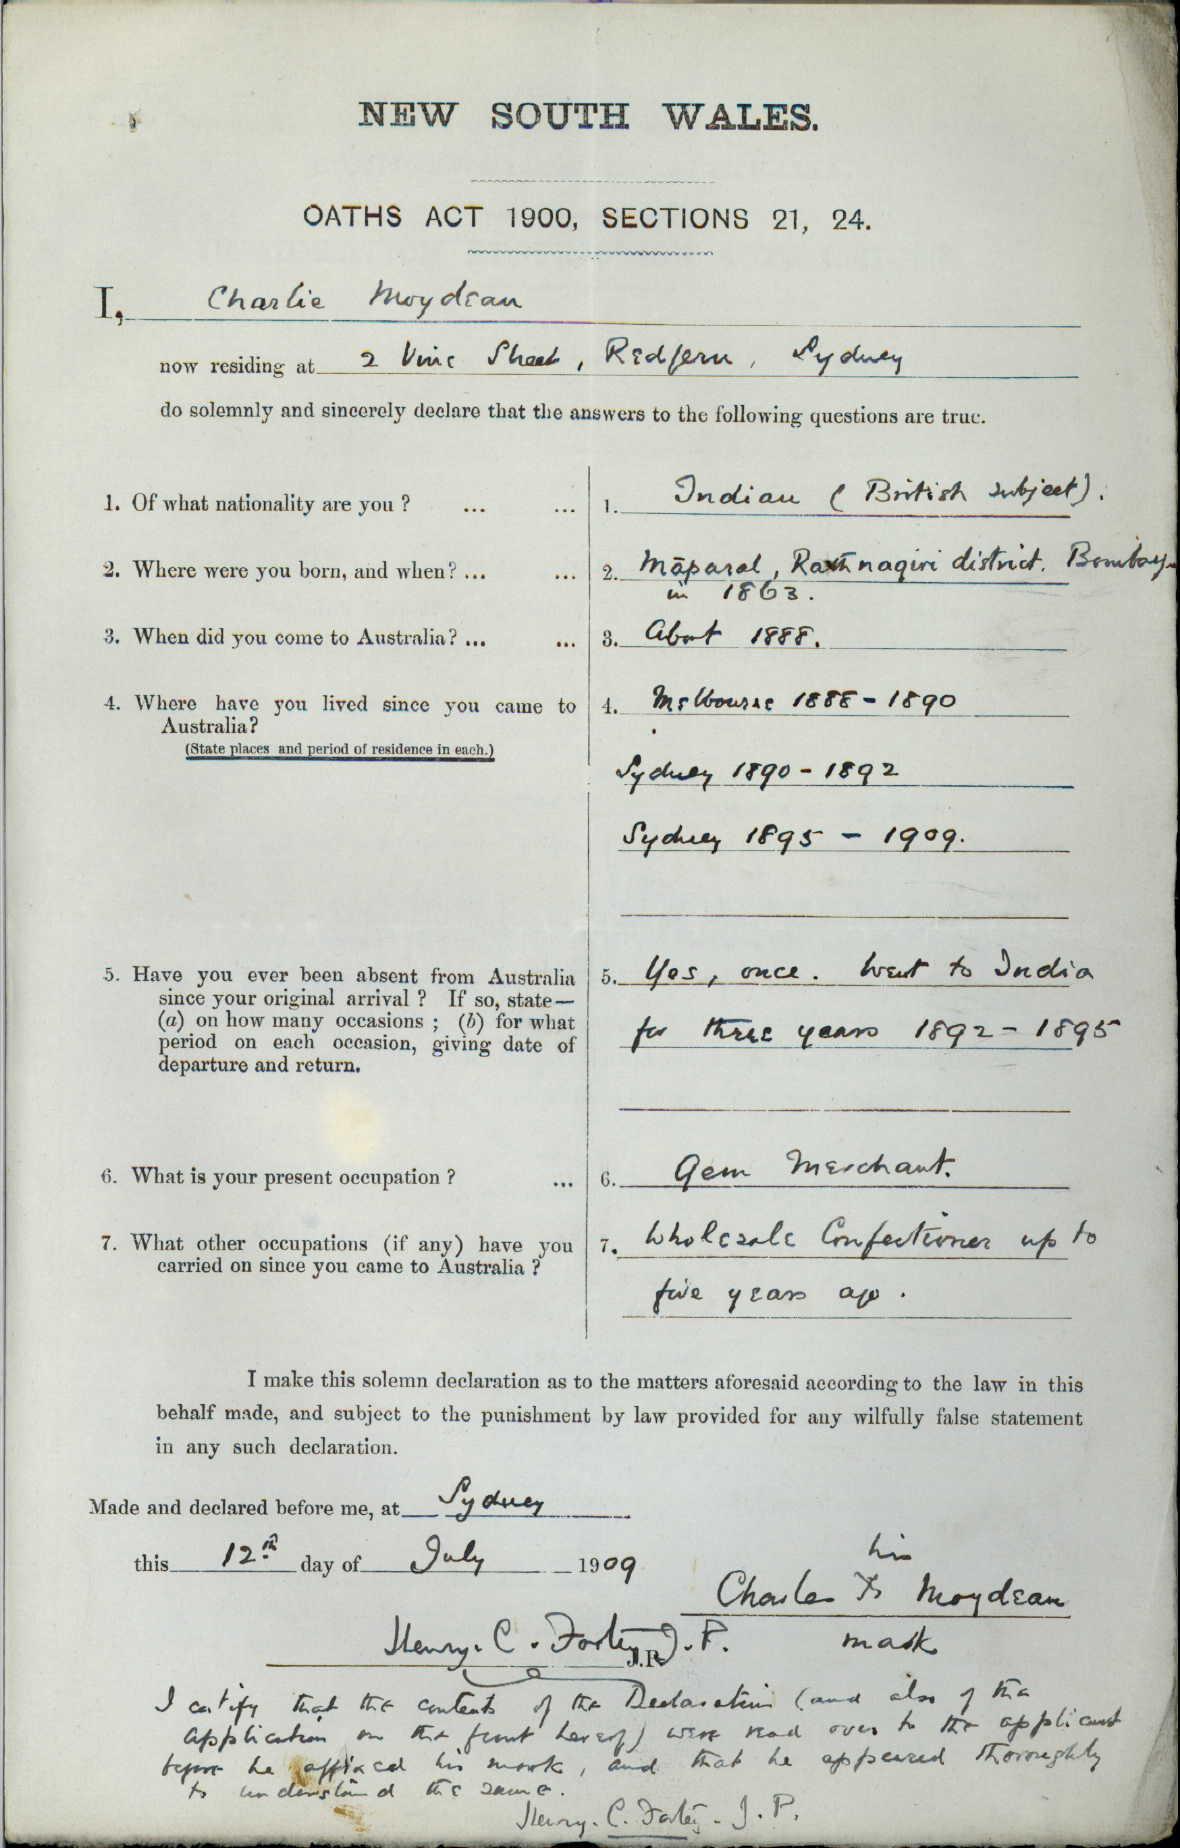 NEW SOUTH WALES.
OATHS ACT 1900, SECTIONS 21, 24.
I, Charlie Moydean
now residing at 2 Vine Street, Redfern, Sydney
do solemnly and sincerely declare that the answers to the following questions are true.
1. Of what nationality are you ? ... ... 1. Indian (British subject).
2. Where were you born, and when? ... ... 2. Māparal, Rathnagiri district. Bombay
in 1863.
3. When did you come to Australia? ... ... 3. About 1888.
4. Where have you lived since you came to 4. Melbourne 1888 - 1890
Australia?
(State places and period of residence in each.)
Sydney 1890 - 1892
Sydney 1895 - 1909.
5. Have you ever been absent from Australia 5. Yes, once. Went to India
since your original arrival ? If so, state—
(a) on how many occasions ; (b) for what for three years 1892 - 1895
period on each occasion, giving date of
departure and return.
6. What is your present occupation ? ... 6. Gem Merchant.
7. What other occupations (if any) have you 7. Wholesale Confectioner up to
carried on since you came to Australia ?
five years ago.
I make this solemn declaration as to the matters aforesaid according to the law in this
behalf made, and subject to the punishment by law provided for any wilfully false statement
in any such declaration.
Made and declared before me, at Sydney
this 12th day of July 1909
his
Charles X Moydean
mark
Henry. C. J.P. J.P.
I certify that the contents of the Declaration (and also of the
application on the front hereof) were read over to the applicant
before he affixed his mark, and that he appeared thoroughly
to understand the same.
Henry. C. J.P.